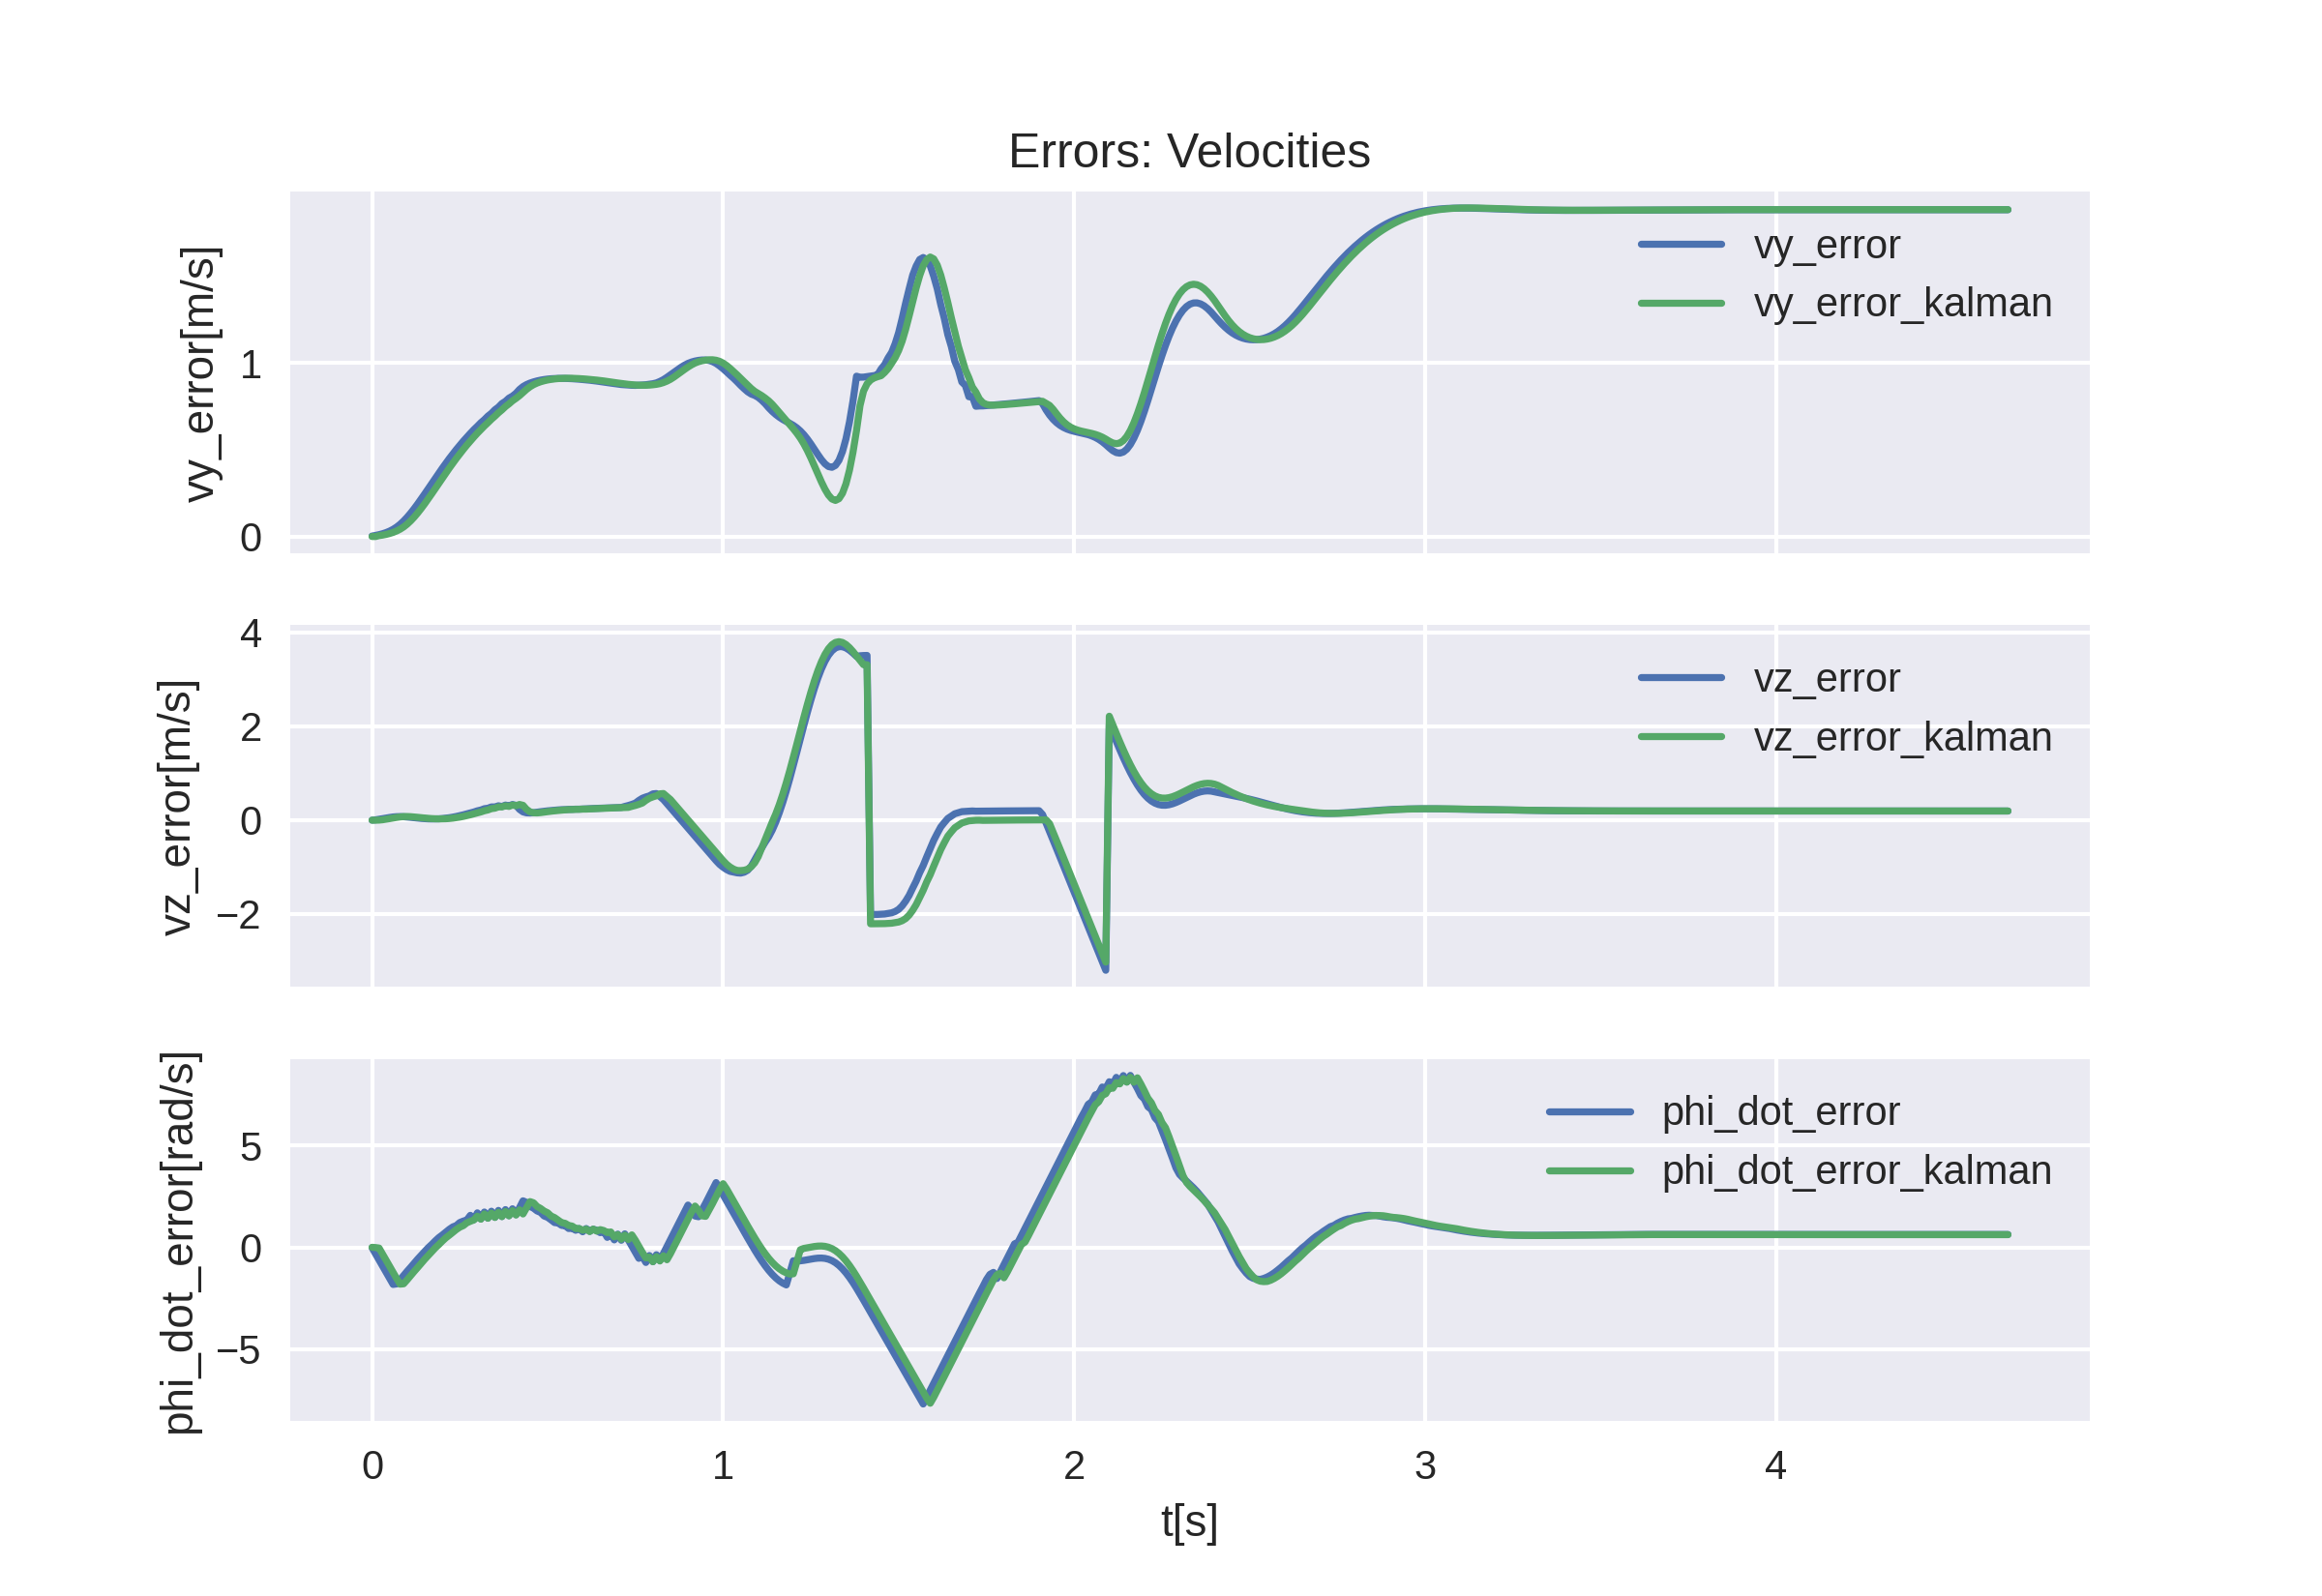 Errors: Velocities
vy_error[m/s]
1
0
vy_error
vy_error_kalman
vz_error[m/s]
4
2
0
−2
vz_error
vz_error_kalman
phi_dot_error[rad/s]
5
0
−5
phi_dot_error
phi_dot_error_kalman
0 1 2 3 4
t[s]